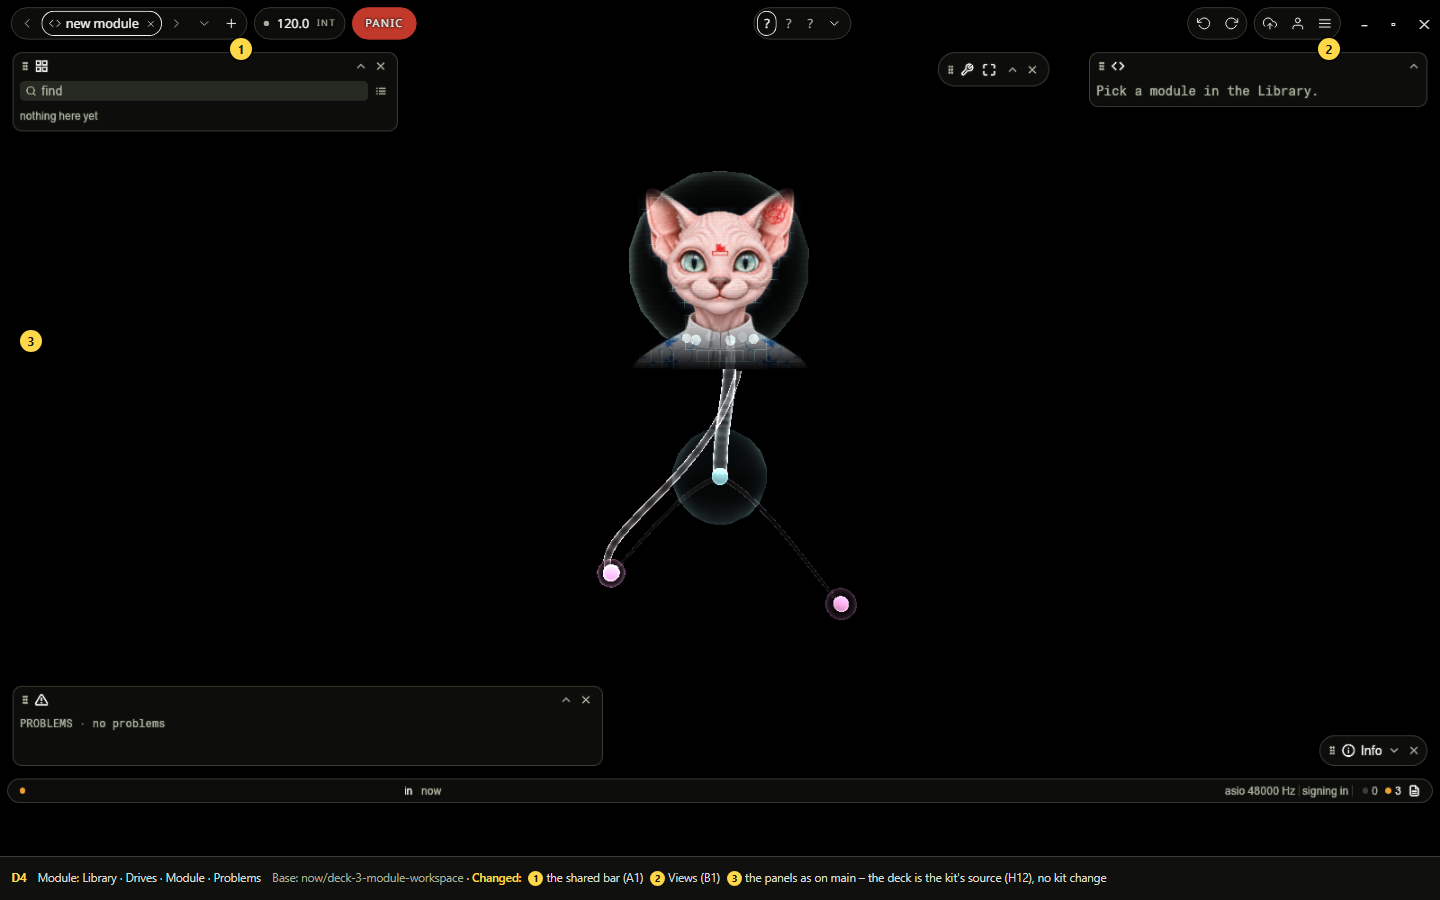 new module
120.0 INT
PANIC
? ? ?
1
2
find
nothing here yet
Pick a module in the Library.
3
PROBLEMS - no problems
Info
in now
asio 48000 Hz signing in 0 3
D4 Module: Library · Drives · Module · Problems Base: now/deck-3-module-workspace · Changed: 1 the shared bar (A1) 2 Views (B1) 3 the panels as on main – the deck is the kit's source (H12), no kit change